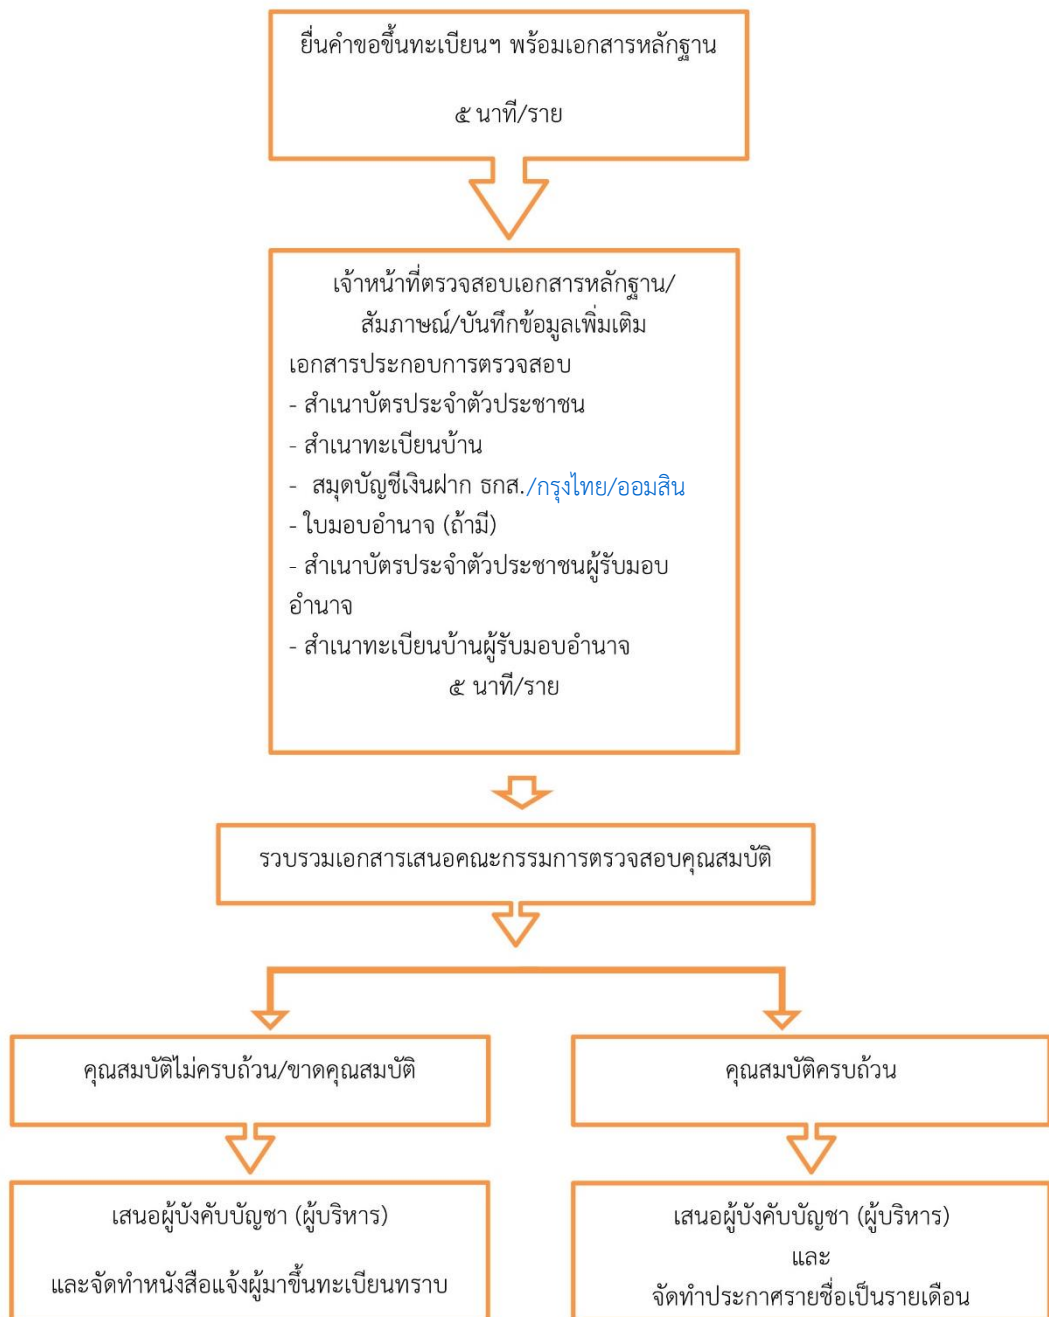 ยื่นคำขอขึ้นทะเบียนฯ พร้อมเอกสารหลักฐาน
๕ นาที/ราย
เจ้าหน้าที่ตรวจสอบเอกสารหลักฐาน/
สัมภาษณ์/บันทึกข้อมูลเพิ่มเติม
เอกสารประกอบการตรวจสอบ
- สำเนาบัตรประจำตัวประชาชน
- สำเนาทะเบียนบ้าน
- สมุดบัญชีเงินฝาก ธกส./กรุงไทย/ออมสิน
- ใบมอบอำนาจ (ถ้ามี)
- สำเนาบัตรประจำตัวประชาชนผู้รับมอบ
อำนาจ
- สำเนาทะเบียนบ้านผู้รับมอบอำนาจ
๕ นาที/ราย
รวบรวมเอกสารเสนอคณะกรรมการตรวจสอบคุณสมบัติ
คุณสมบัติไม่ครบถ้วน/ขาดคุณสมบัติ
เสนอผู้บังคับบัญชา (ผู้บริหาร)
และจัดทำหนังสือแจ้งผู้มาขึ้นทะเบียนทราบ
คุณสมบัติครบถ้วน
เสนอผู้บังคับบัญชา (ผู้บริหาร)
และ
จัดทำประกาศรายชื่อเป็นรายเดือน